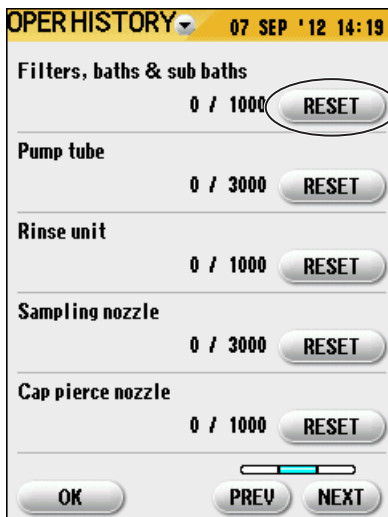 OPER HISTORY 07 SEP '12 14:19
Filters, baths & sub baths
0 / 1000 RESET
Pump tube
0 / 3000 RESET
Rinse unit
0 / 1000 RESET
Sampling nozzle
0 / 3000 RESET
Cap pierce nozzle
0 / 1000 RESET
OK PREV NEXT